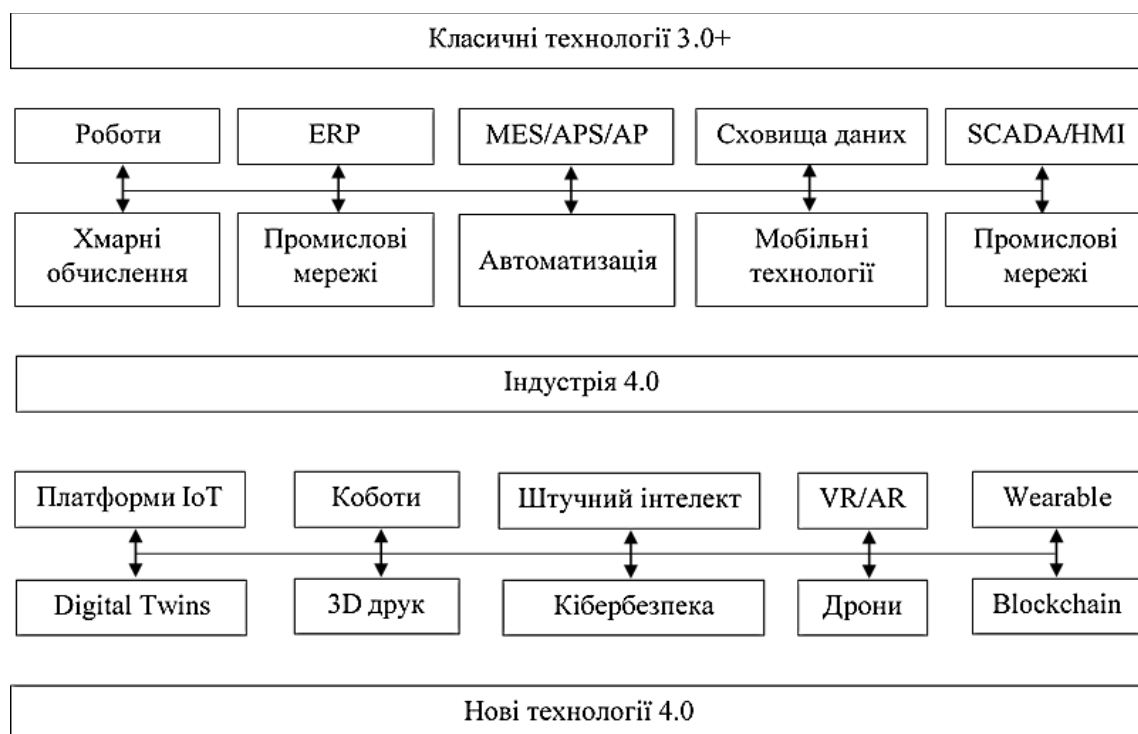 Класичні технології 3.0+
Роботи
ERP
MES/APS/AP
Сховища даних
SCADA/HMI
Хмарні
обчислення
Промислові
мережі
Автоматизація
Мобільні
технології
Промислові
мережі
Індустрія 4.0
Платформи IoT
Коботи
Штучний інтелект
VR/AR
Wearable
Digital Twins
3D друк
Кібербезпека
Дрони
Blockchain
Нові технології 4.0